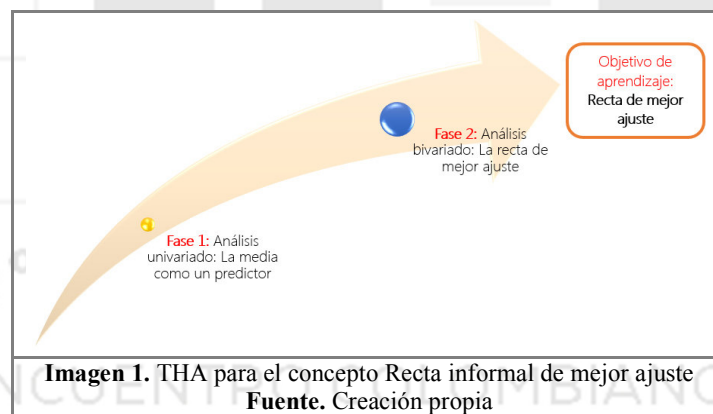 Objetivo de
aprendizaje:
Recta de mejor
ajuste
Fase 2: Análisis
bivariado: La recta de
mejor ajuste
Fase 1: Análisis
univariado: La media
como un predictor
Imagen 1. THA para el concepto Recta informal de mejor ajuste
Fuente. Creación propia